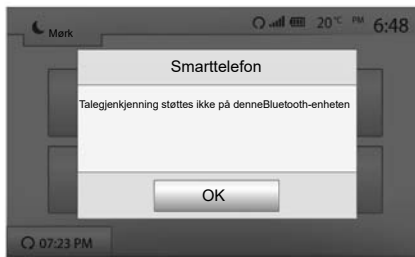 Mørk
20°C PM 6:48
Smarttelefon
Talegjenkjenning støttes ikke på denneBluetooth-enheten
OK
07:23 PM